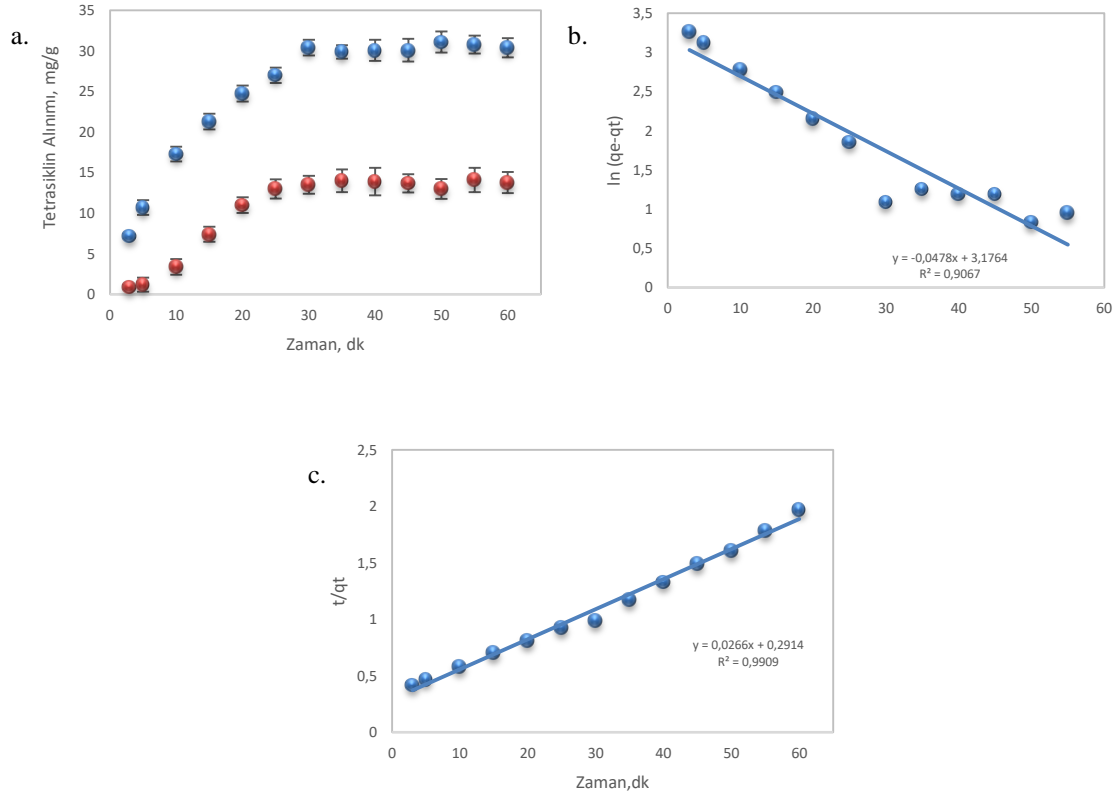 a.
Tetrasiklin Alınımı, mg/g
35
30
25
20
15
10
5
0
0 10 20 30 40 50 60
Zaman, dk
b.
ln (qe-qt)
3,5
3
2,5
2
1,5
1
0,5
0
y = -0,0478x + 3,1764
R² = 0,9067
0 10 20 30 40 50 60
c.
t/qt
2,5
2
1,5
1
0,5
0
y = 0,0266x + 0,2914
R² = 0,9909
0 10 20 30 40 50 60
Zaman,dk